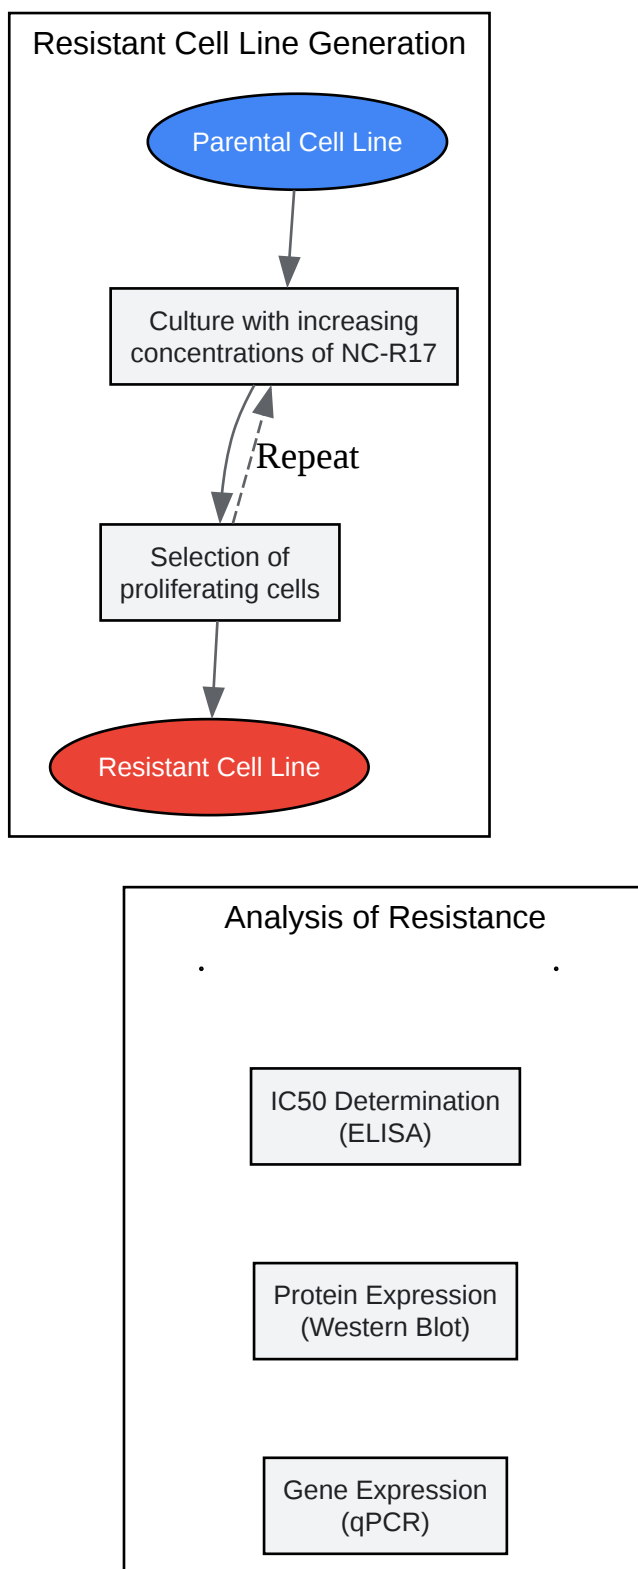 Resistant Cell Line Generation
Parental Cell Line
Culture with increasing
concentrations of NC-R17
Repeat
Selection of
proliferating cells
Resistant Cell Line
Analysis of Resistance
IC50 Determination
(ELISA)
Protein Expression
(Western Blot)
Gene Expression
(qPCR)